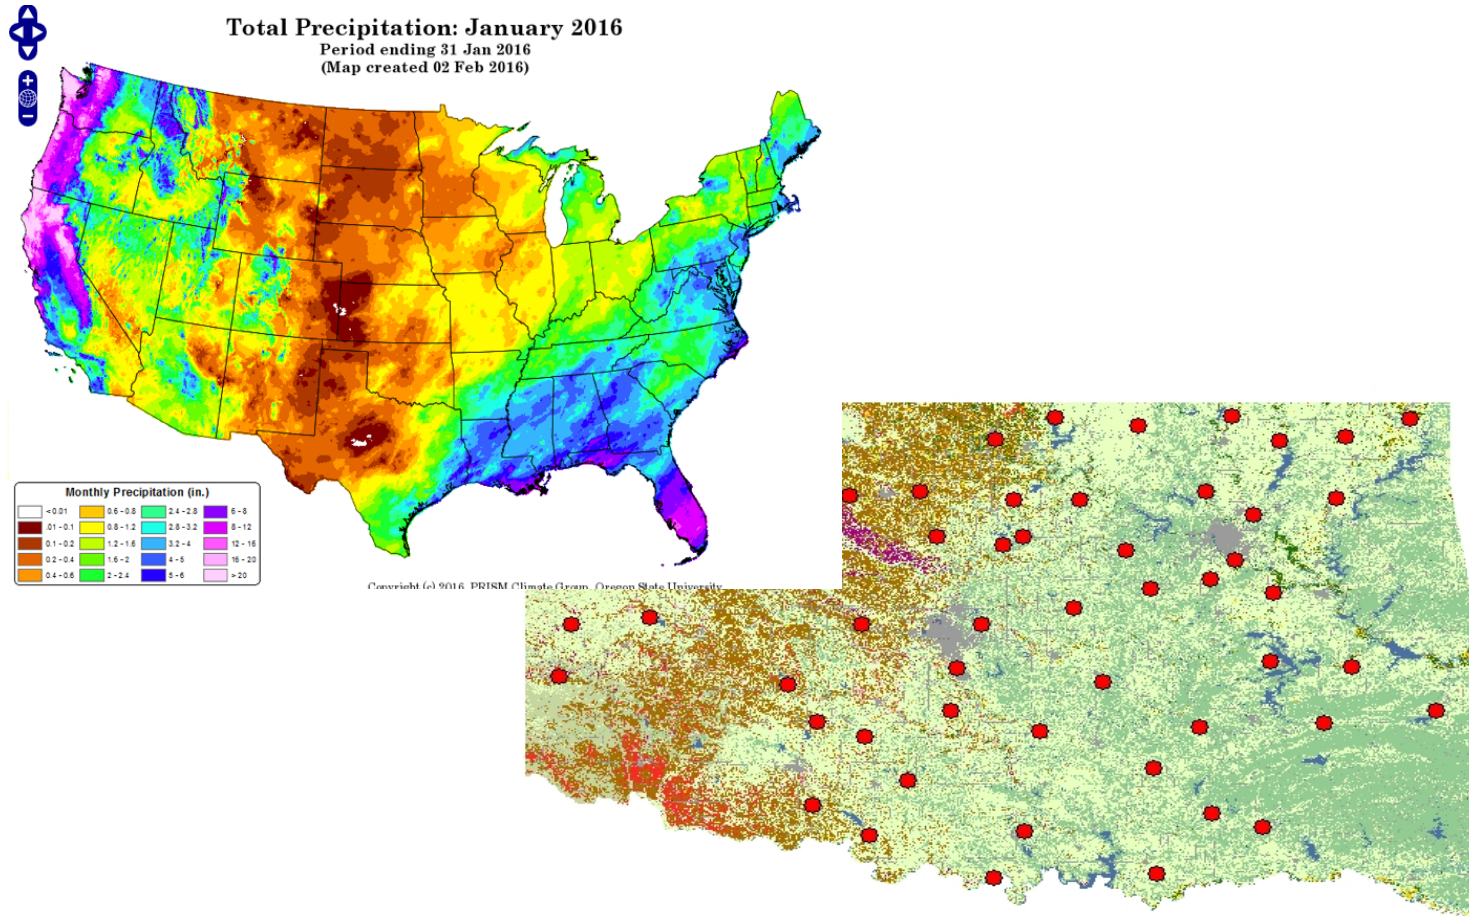 Total Precipitation: January 2016
Period ending 31 Jan 2016
(Map created 02 Feb 2016)
Monthly Precipitation (in.)
< 0.01 0.6 - 0.8 2.4 - 2.8 6 - 8
.01 - 0.1 0.8 - 1.2 2.8 - 3.2 8 - 12
0.1 - 0.2 1.2 - 1.6 3.2 - 4 12 - 16
0.2 - 0.4 1.6 - 2 4 - 5 16 - 20
0.4 - 0.6 2 - 2.4 5 - 6 > 20
Copyright (c) 2016, PRISM Climate Group, Oregon State University